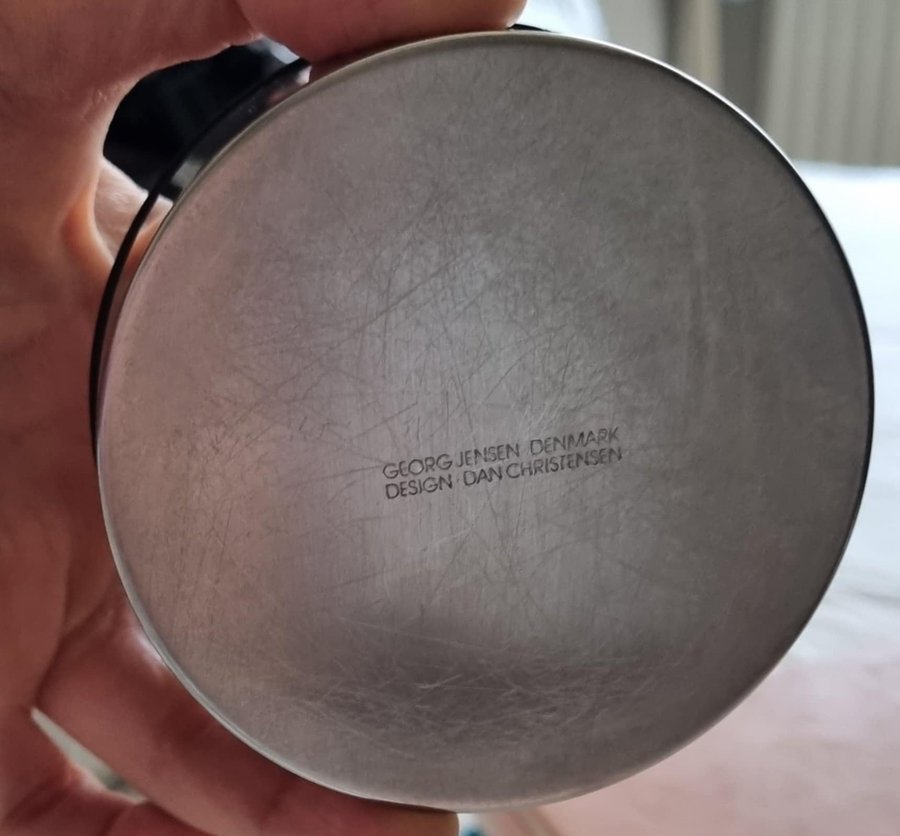 GEORG JENSEN DENMARK
DESIGN · DAN CHRISTENSEN